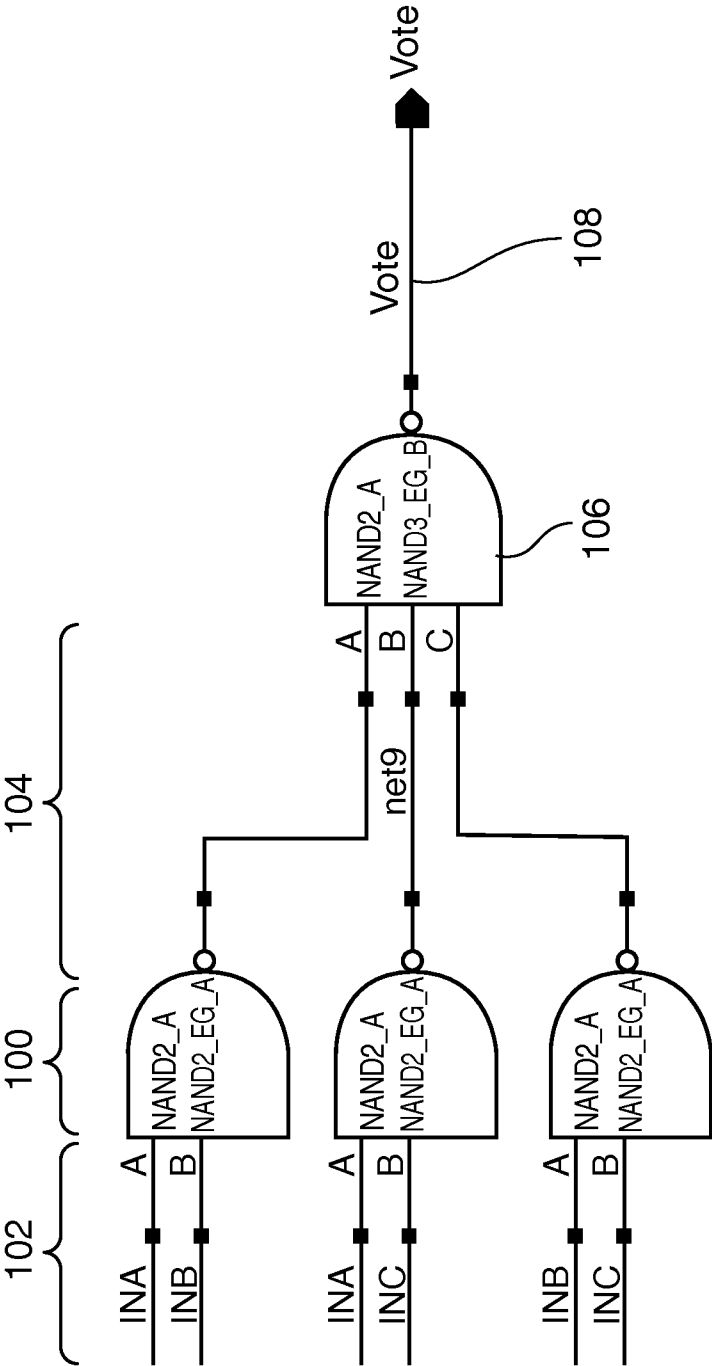 102
100
104
INA
A
INB
B
NAND2_A
NAND2_EG_A
INA
A
INC
B
NAND2_A
NAND2_EG_A
INB
A
INC
B
NAND2_A
NAND2_EG_A
net9
A
B
C
NAND2_A
NAND3_EG_B
106
Vote
108
Vote